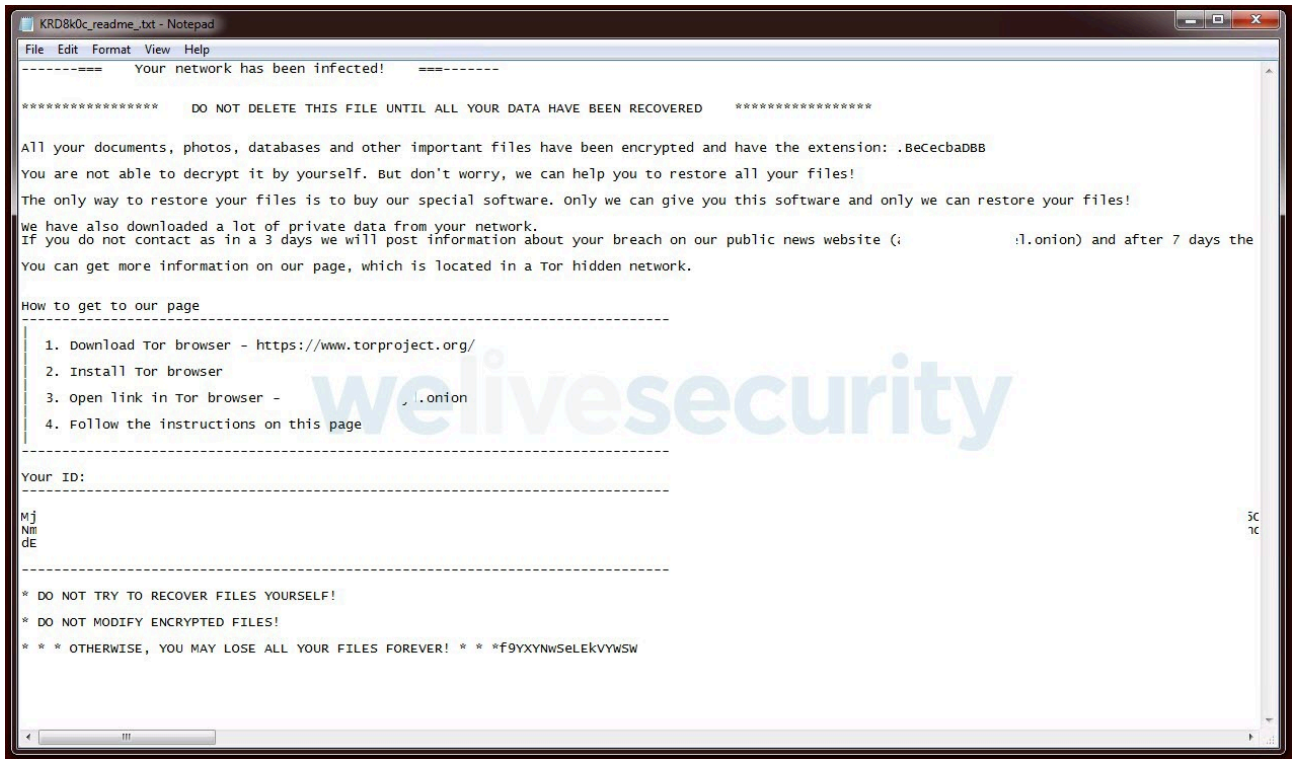 KRD8k0c_readme_.txt - Notepad
File Edit Format View Help
-------=== Your network has been infected! ===-------
***************** DO NOT DELETE THIS FILE UNTIL ALL YOUR DATA HAVE BEEN RECOVERED *****************
All your documents, photos, databases and other important files have been encrypted and have the extension: .BeCecbaDBB
You are not able to decrypt it by yourself. But don't worry, we can help you to restore all your files!
The only way to restore your files is to buy our special software. Only we can give you this software and only we can restore your files!
We have also downloaded a lot of private data from your network.
If you do not contact as in a 3 days we will post information about your breach on our public news website ( l.onion) and after 7 days the
You can get more information on our page, which is located in a Tor hidden network.
How to get to our page
--------------------------------------------------------------------------------
|
| 1. Download Tor browser - https://www.torproject.org/
|
| 2. Install Tor browser
|
| 3. Open link in Tor browser - .onion
|
| 4. Follow the instructions on this page
|
--------------------------------------------------------------------------------
welivesecurity
Your ID:
--------------------------------------------------------------------------------
Mj
Nm
dE
--------------------------------------------------------------------------------
* DO NOT TRY TO RECOVER FILES YOURSELF!
* DO NOT MODIFY ENCRYPTED FILES!
* * * OTHERWISE, YOU MAY LOSE ALL YOUR FILES FOREVER! * * *f9YXYNwSeLEkVYWSW